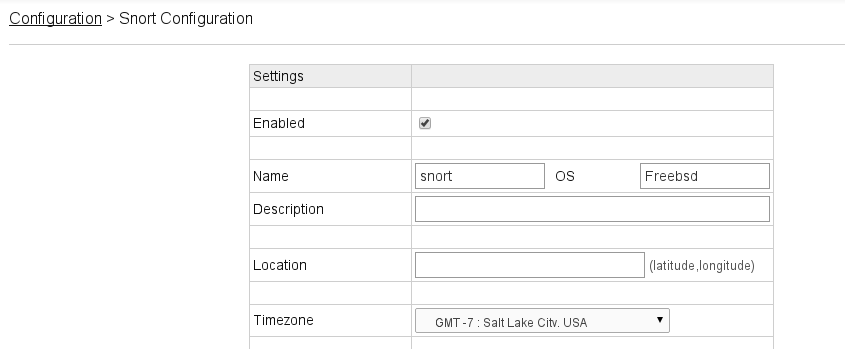 Configuration > Snort Configuration
Settings
Enabled
Name snort OS Freebsd
Description
Location (latitude,longitude)
Timezone GMT -7 : Salt Lake City. USA